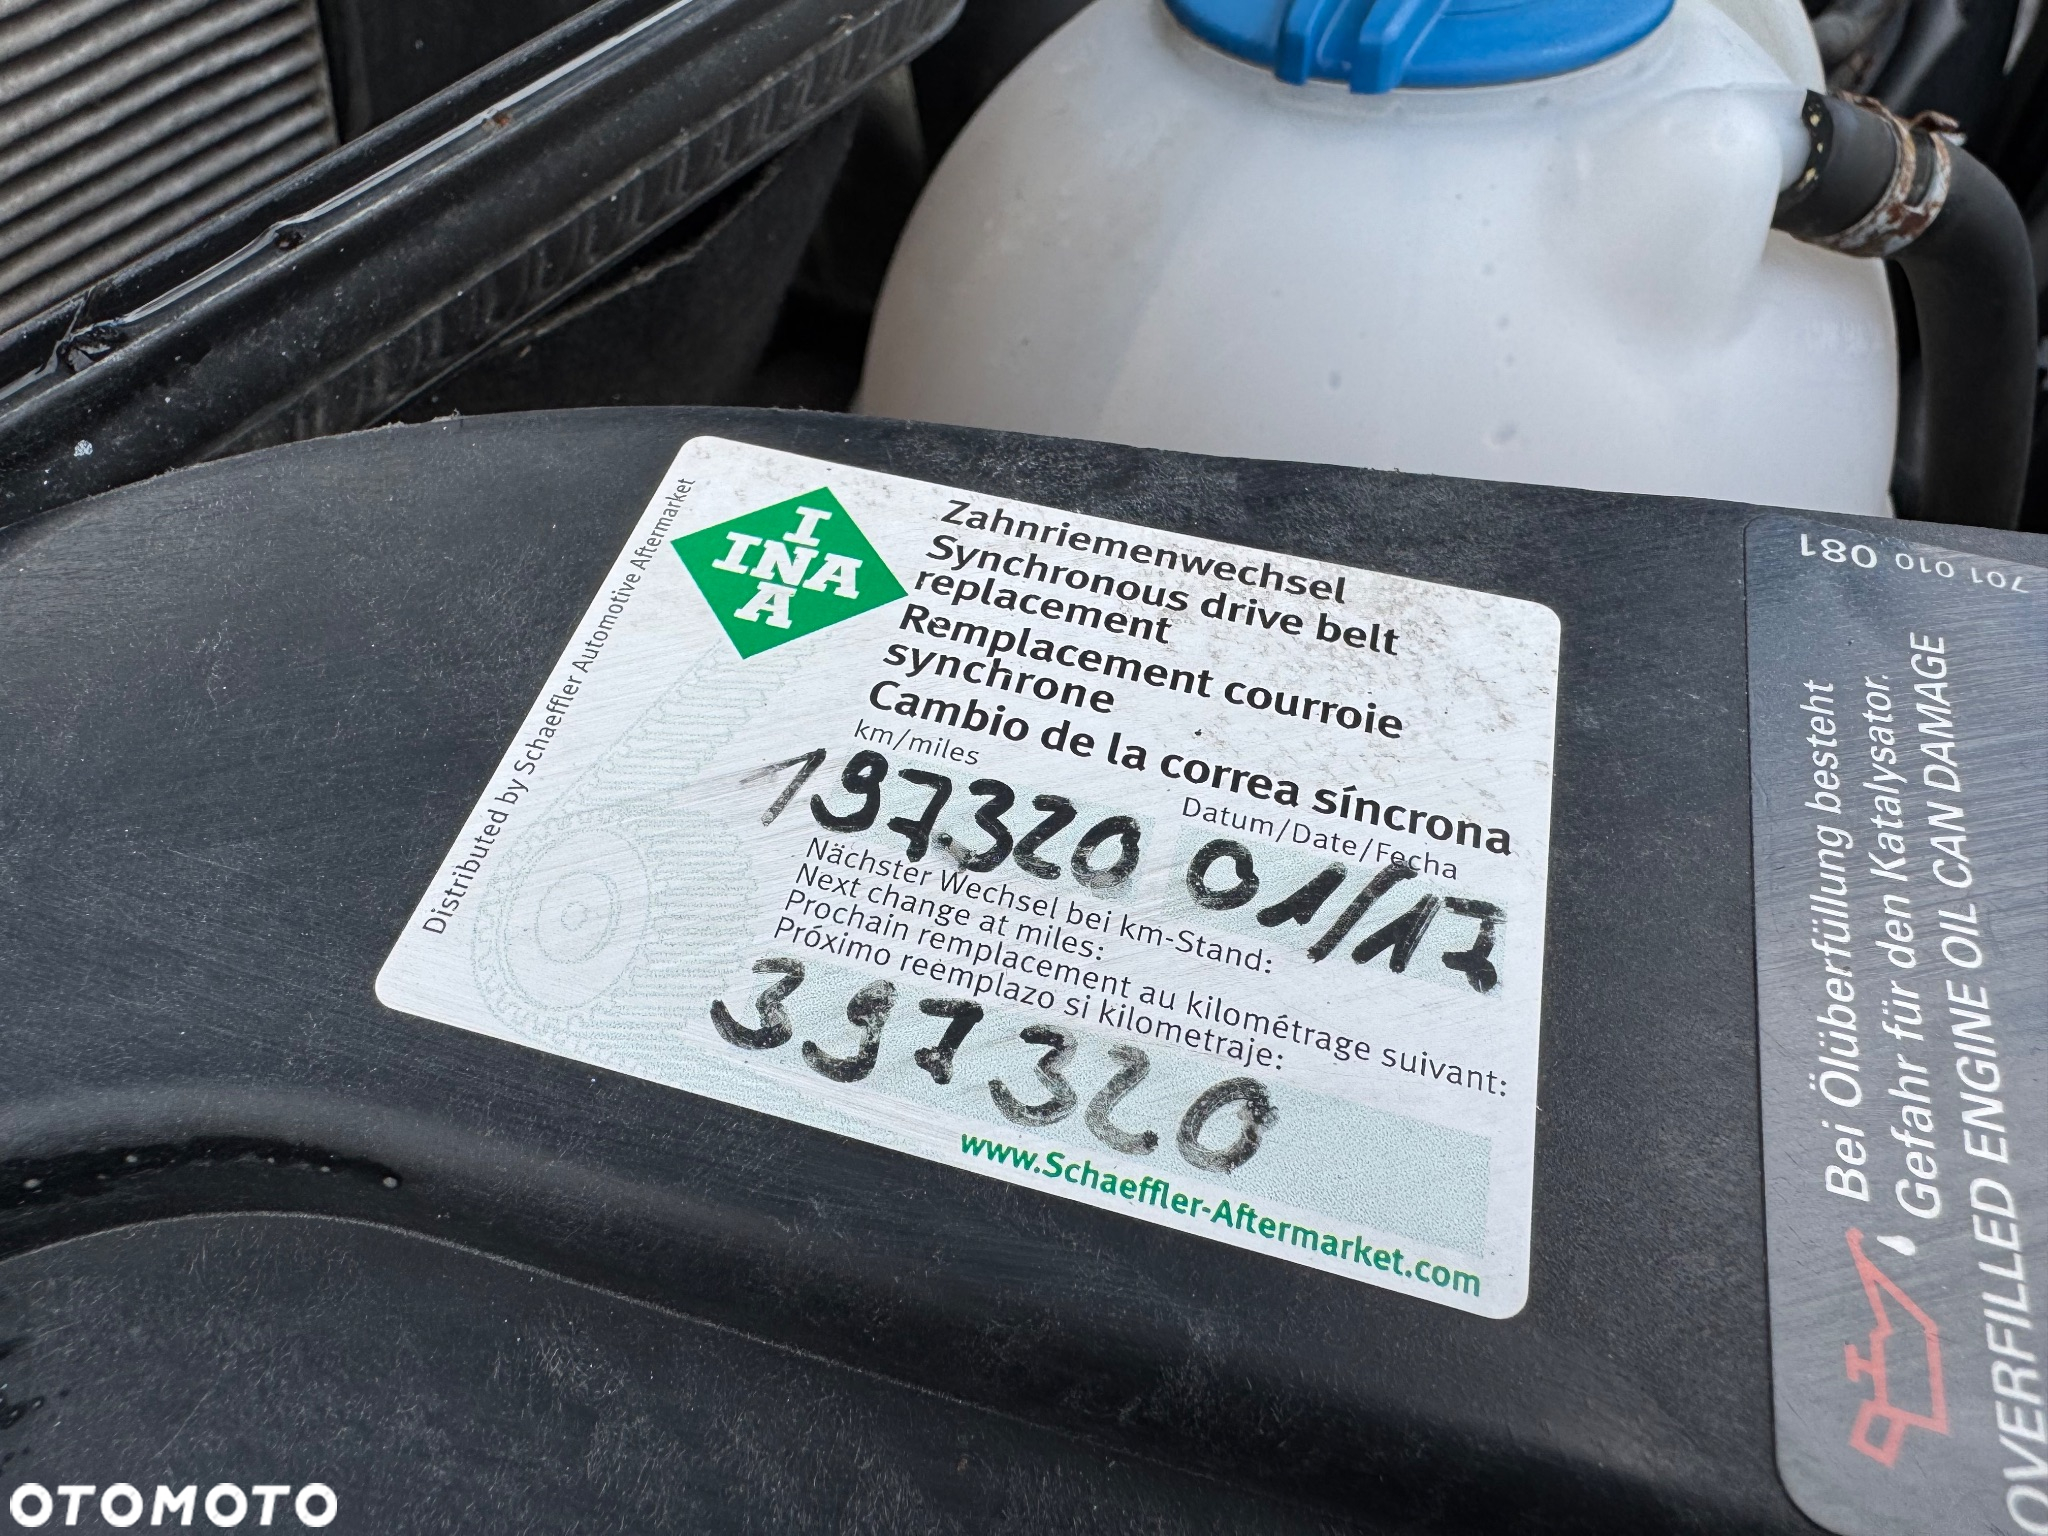 Distributed by Schaeffler Automotive Aftermarket
I
INA
A
Zahnriemenwechsel
Synchronous drive belt
replacement
Remplacement courroie
synchrone
Cambio de la correa síncrona
km/miles
Datum/Date/Fecha
197320
01/17
Nächster Wechsel bei km-Stand:
Next change at miles:
Prochain remplacement au kilométrage suivant:
Próximo reemplazo si kilometraje:
397320
www.Schaeffler-Aftermarket.com
701 010 081
Bei Ölüberfüllung besteht
Gefahr für den Katalysator.
OVERFILLED ENGINE OIL CAN DAMAGE
OTOMOTO